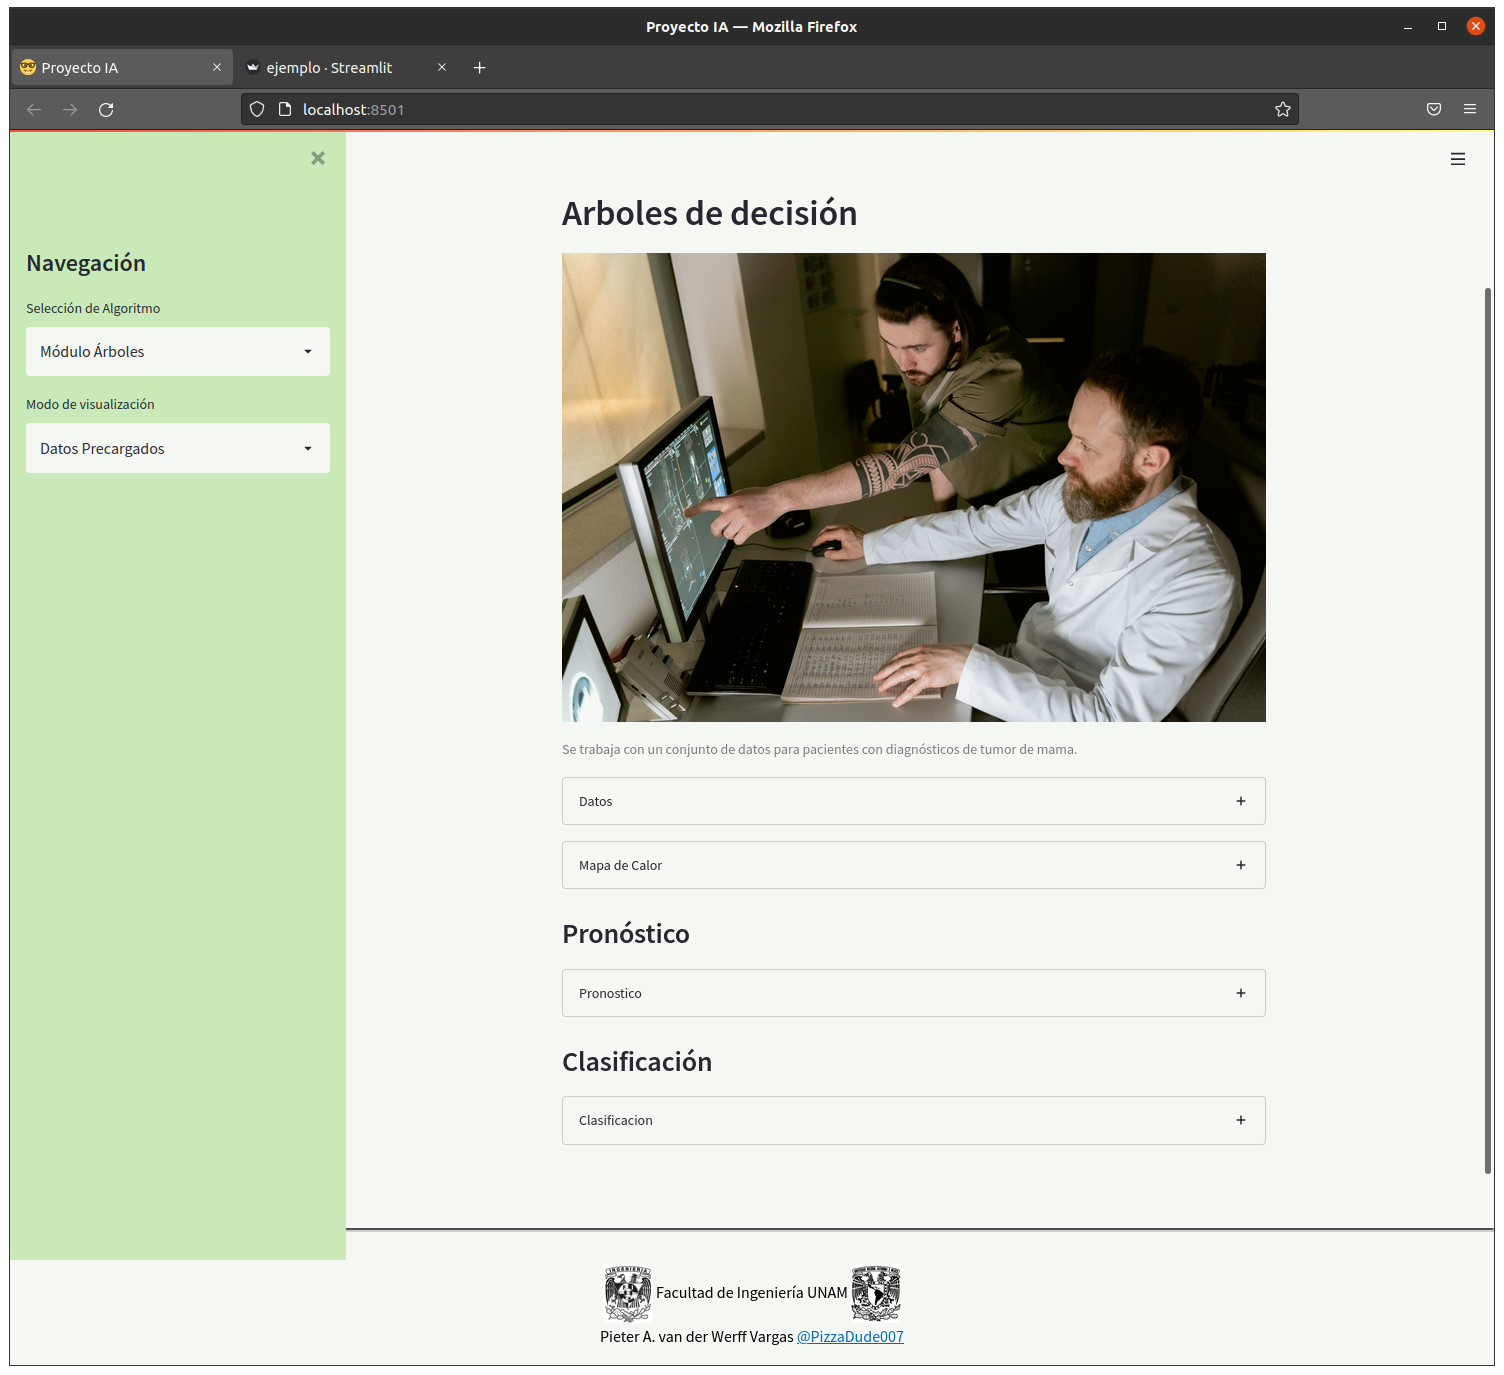 Proyecto IA — Mozilla Firefox
Proyecto IA
ejemplo · Streamlit
localhost:8501
Navegación
Selección de Algoritmo
Módulo Árboles
Modo de visualización
Datos Precargados
Arboles de decisión
Se trabaja con un conjunto de datos para pacientes con diagnósticos de tumor de mama.
Datos
Mapa de Calor
Pronóstico
Pronostico
Clasificación
Clasificacion
INGENIERIA
Facultad de Ingeniería UNAM
Pieter A. van der Werff Vargas @PizzaDude007